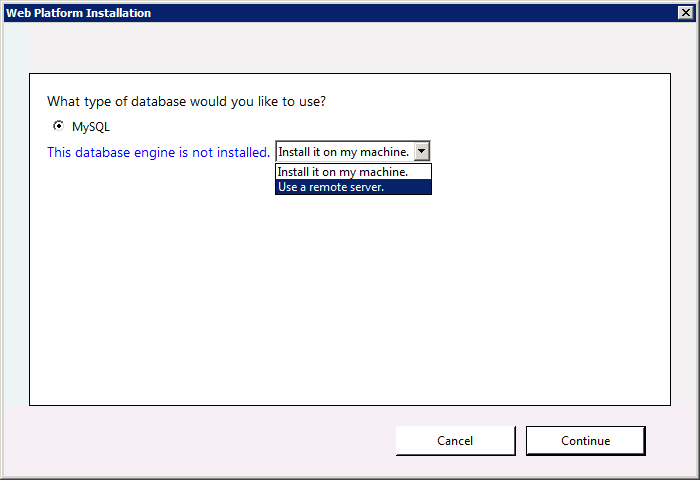 Web Platform Installation
What type of database would you like to use?
MySQL
This database engine is not installed. Install it on my machine.
Install it on my machine.
Use a remote server.
Cancel Continue